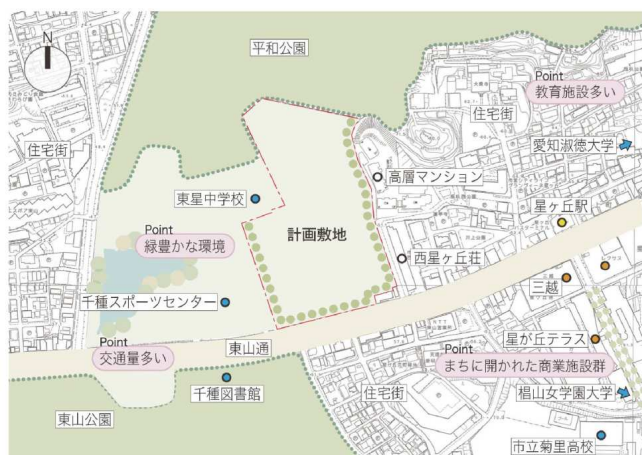 N
平和公園
Point
教育施設多い
住宅街
住宅街
愛知淑徳大学
高層マンション
東星中学校
星ヶ丘駅
計画敷地
Point
緑豊かな環境
西星ヶ丘荘
三越
千種スポーツセンター
星が丘テラス
東山通
Point
交通量多い
Point
まちに開かれた商業施設群
千種図書館
住宅街
椙山女学園大学
東山公園
市立菊里高校